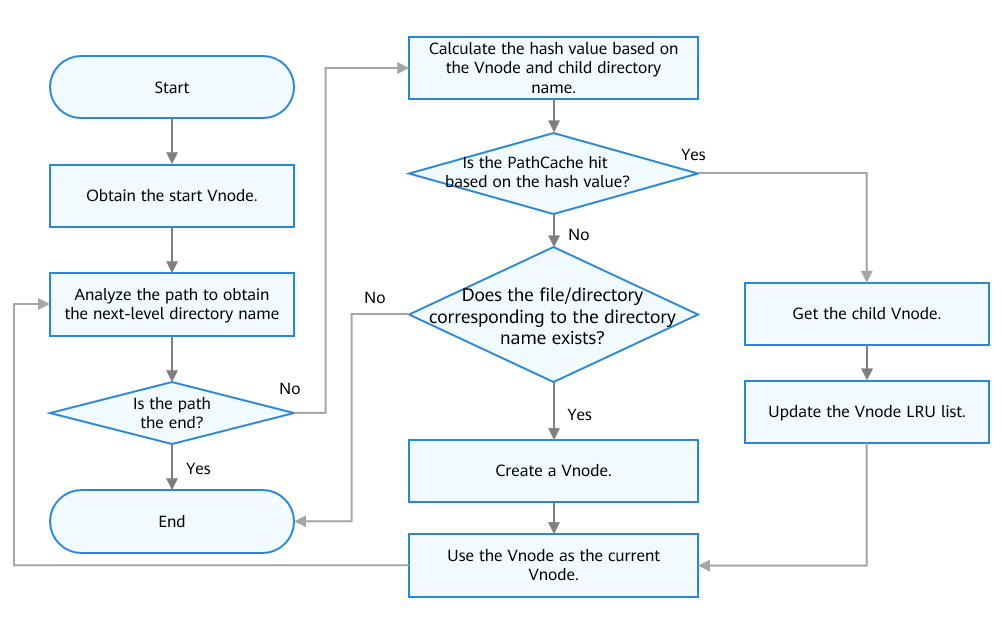 Start
Obtain the start Vnode.
Analyze the path to obtain
the next-level directory name
No
Is the path
the end?
Yes
End
Calculate the hash value based on
the Vnode and child directory
name.
Yes
Is the PathCache hit
based on the hash value?
No
No
Does the file/directory
corresponding to the directory
name exists?
Yes
Create a Vnode.
Use the Vnode as the current
Vnode.
Get the child Vnode.
Update the Vnode LRU list.